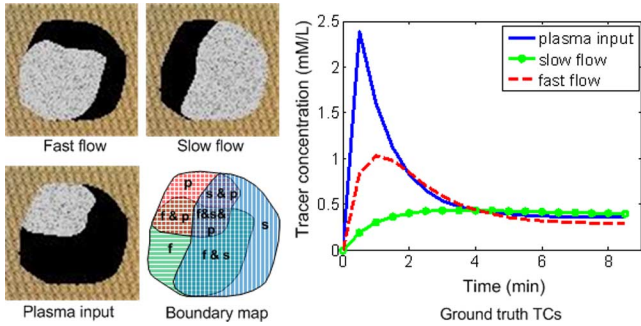 Fast flow
Slow flow
Plasma input
p
s & p
f & p
f&s&
p
s
f
f & s
Boundary map
Tracer concentration (mM/L)
2.5
2
1.5
1
0.5
0
0
2
4
6
8
plasma input
slow flow
fast flow
Time (min)
Ground truth TCs